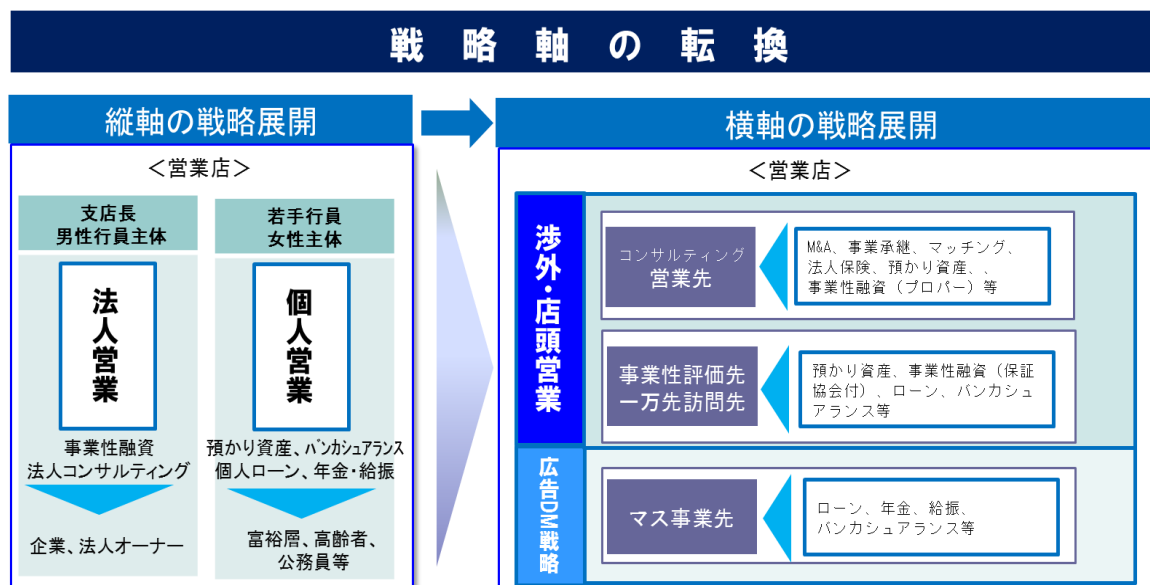 戦略軸の転換
縦軸の戦略展開
<営業店>
支店長
男性行員主体
法人営業
事業性融資
法人コンサルティング
企業、法人オーナー
若手行員
女性主体
個人営業
預かり資産、バンカシュアランス
個人ローン、年金・給振
富裕層、高齢者、
公務員等
横軸の戦略展開
<営業店>
渉外・店頭営業
コンサルティング
営業先
M&A、事業承継、マッチング、
法人保険、預かり資産、、
事業性融資（プロパー）等
事業性評価先
一万先訪問先
預かり資産、事業性融資（保証
協会付）、ローン、バンカシュ
アランス等
広告DM戦略
マス事業先
ローン、年金、給振、
バンカシュアランス等